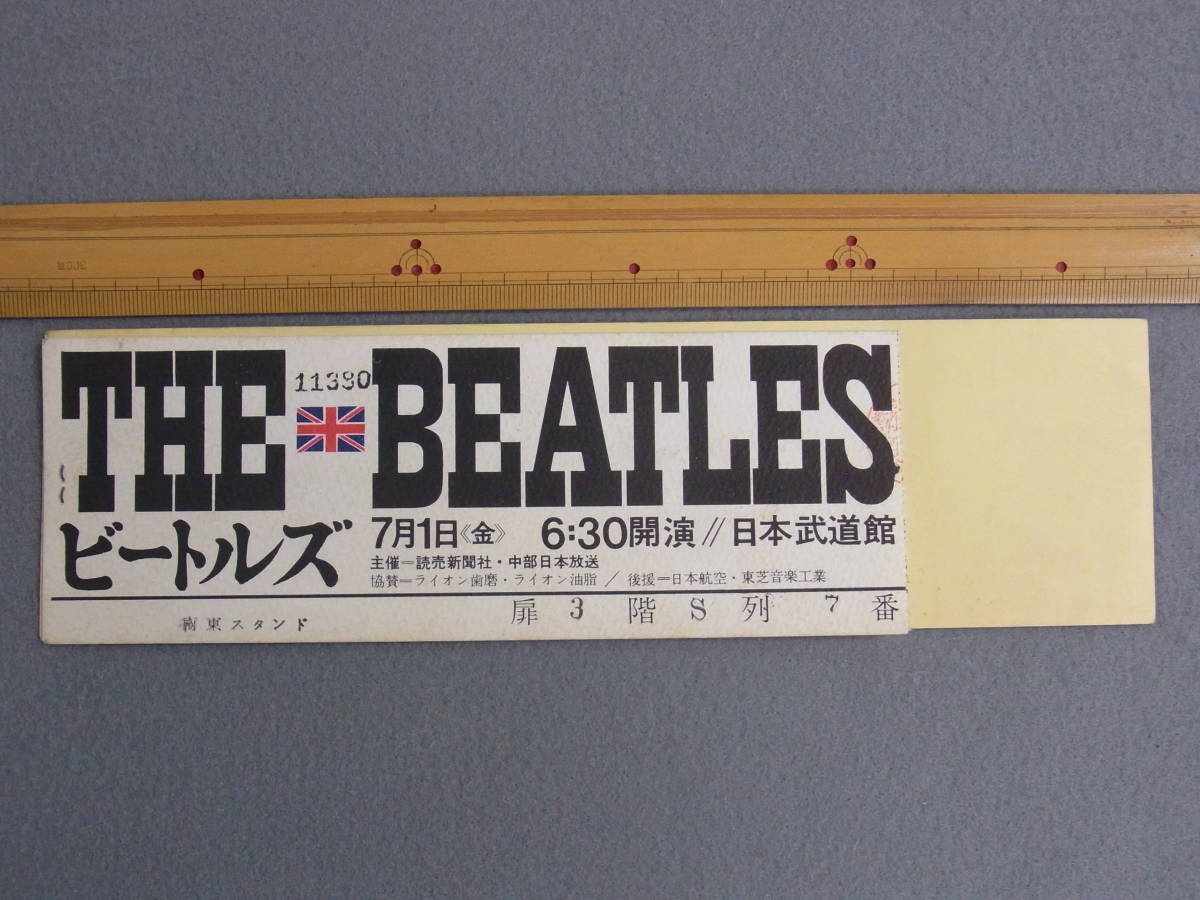 THE BEATLES
11380
ビートルズ
7月1日《金》 6:30開演//日本武道館
主催=読売新聞社・中部日本放送
協賛=ライオン歯磨・ライオン油脂/後援=日本航空・東芝音楽工業
扉 3 階 S 列 7 番
南東スタンド